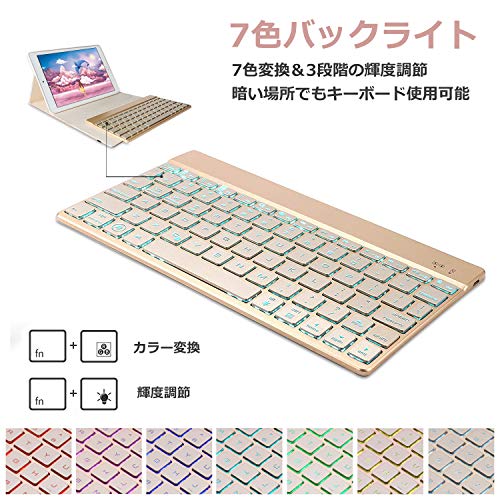 7色バックライト
7色変換＆3段階の輝度調節
暗い場所でもキーボード使用可能
fn + カラー変換
fn + 輝度調節